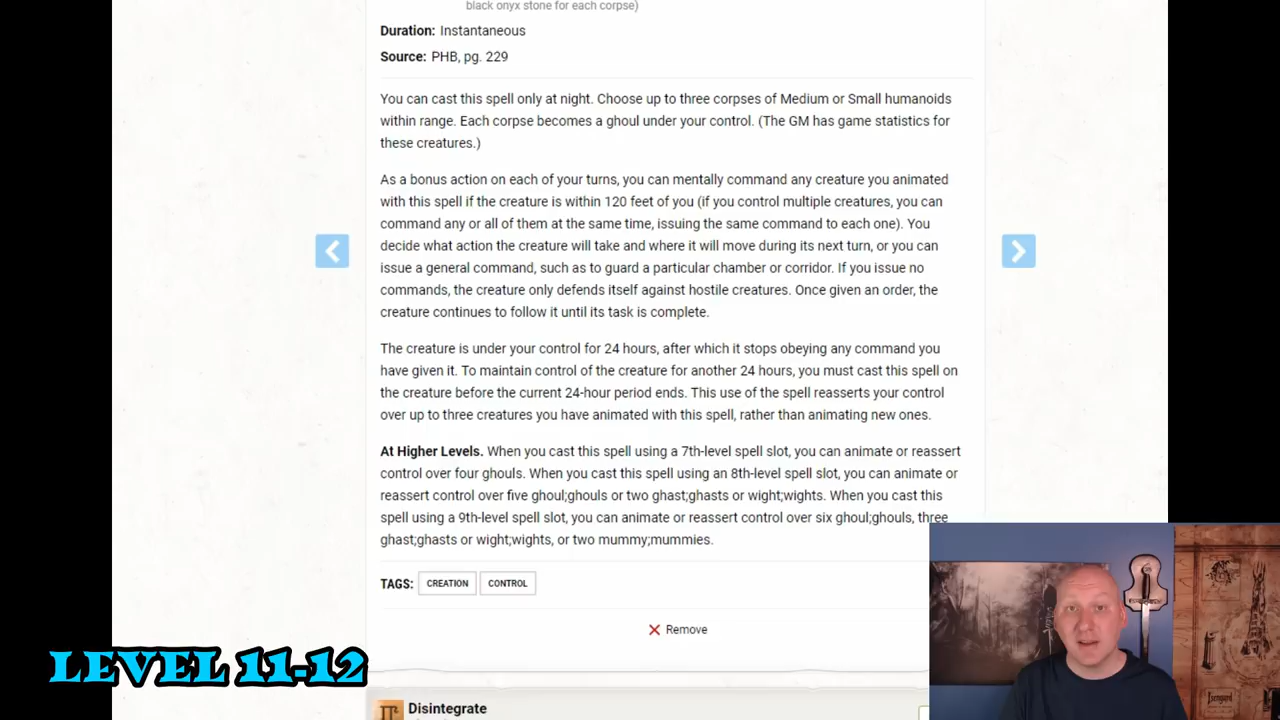 black onyx stone for each corpse)
Duration: Instantaneous
Source: PHB, pg. 229
You can cast this spell only at night. Choose up to three corpses of Medium or Small humanoids
within range. Each corpse becomes a ghoul under your control. (The GM has game statistics for
these creatures.)
As a bonus action on each of your turns, you can mentally command any creature you animated
with this spell if the creature is within 120 feet of you (if you control multiple creatures, you can
command any or all of them at the same time, issuing the same command to each one). You
decide what action the creature will take and where it will move during its next turn, or you can
issue a general command, such as to guard a particular chamber or corridor. If you issue no
commands, the creature only defends itself against hostile creatures. Once given an order, the
creature continues to follow it until its task is complete.
The creature is under your control for 24 hours, after which it stops obeying any command you
have given it. To maintain control of the creature for another 24 hours, you must cast this spell on
the creature before the current 24-hour period ends. This use of the spell reasserts your control
over up to three creatures you have animated with this spell, rather than animating new ones.
At Higher Levels. When you cast this spell using a 7th-level spell slot, you can animate or reassert
control over four ghouls. When you cast this spell using an 8th-level spell slot, you can animate or
reassert control over five ghoul;ghouls or two ghast;ghasts or wight;wights. When you cast this
spell using a 9th-level spell slot, you can animate or reassert control over six ghoul;ghouls, three
ghast;ghasts or wight;wights, or two mummy;mummies.
TAGS: CREATION CONTROL
Remove
LEVEL 11-12
Disintegrate